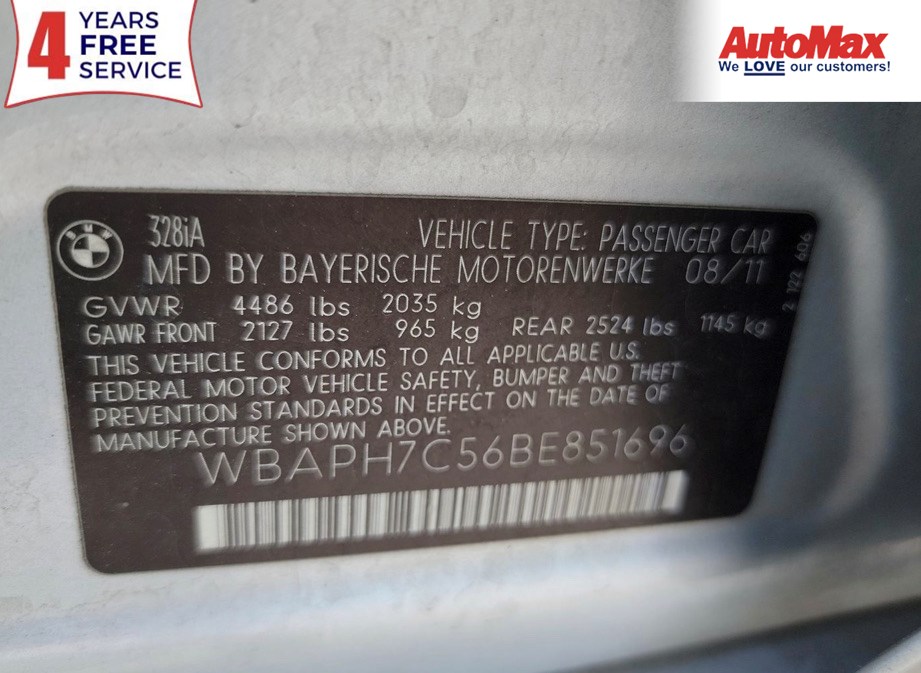 4 YEARS
FREE
SERVICE
AutoMax
We LOVE our customers!
328iA
VEHICLE TYPE: PASSENGER CAR
MFD BY BAYERISCHE MOTORENWERKE 08/11
GVWR 4486 lbs 2035 kg
GAWR FRONT 2127 lbs 965 kg REAR 2524 lbs 1145 kg
THIS VEHICLE CONFORMS TO ALL APPLICABLE U.S.
FEDERAL MOTOR VEHICLE SAFETY, BUMPER AND THEFT
PREVENTION STANDARDS IN EFFECT ON THE DATE OF
MANUFACTURE SHOWN ABOVE.
WBAPH7C56BE851696
2 122 606